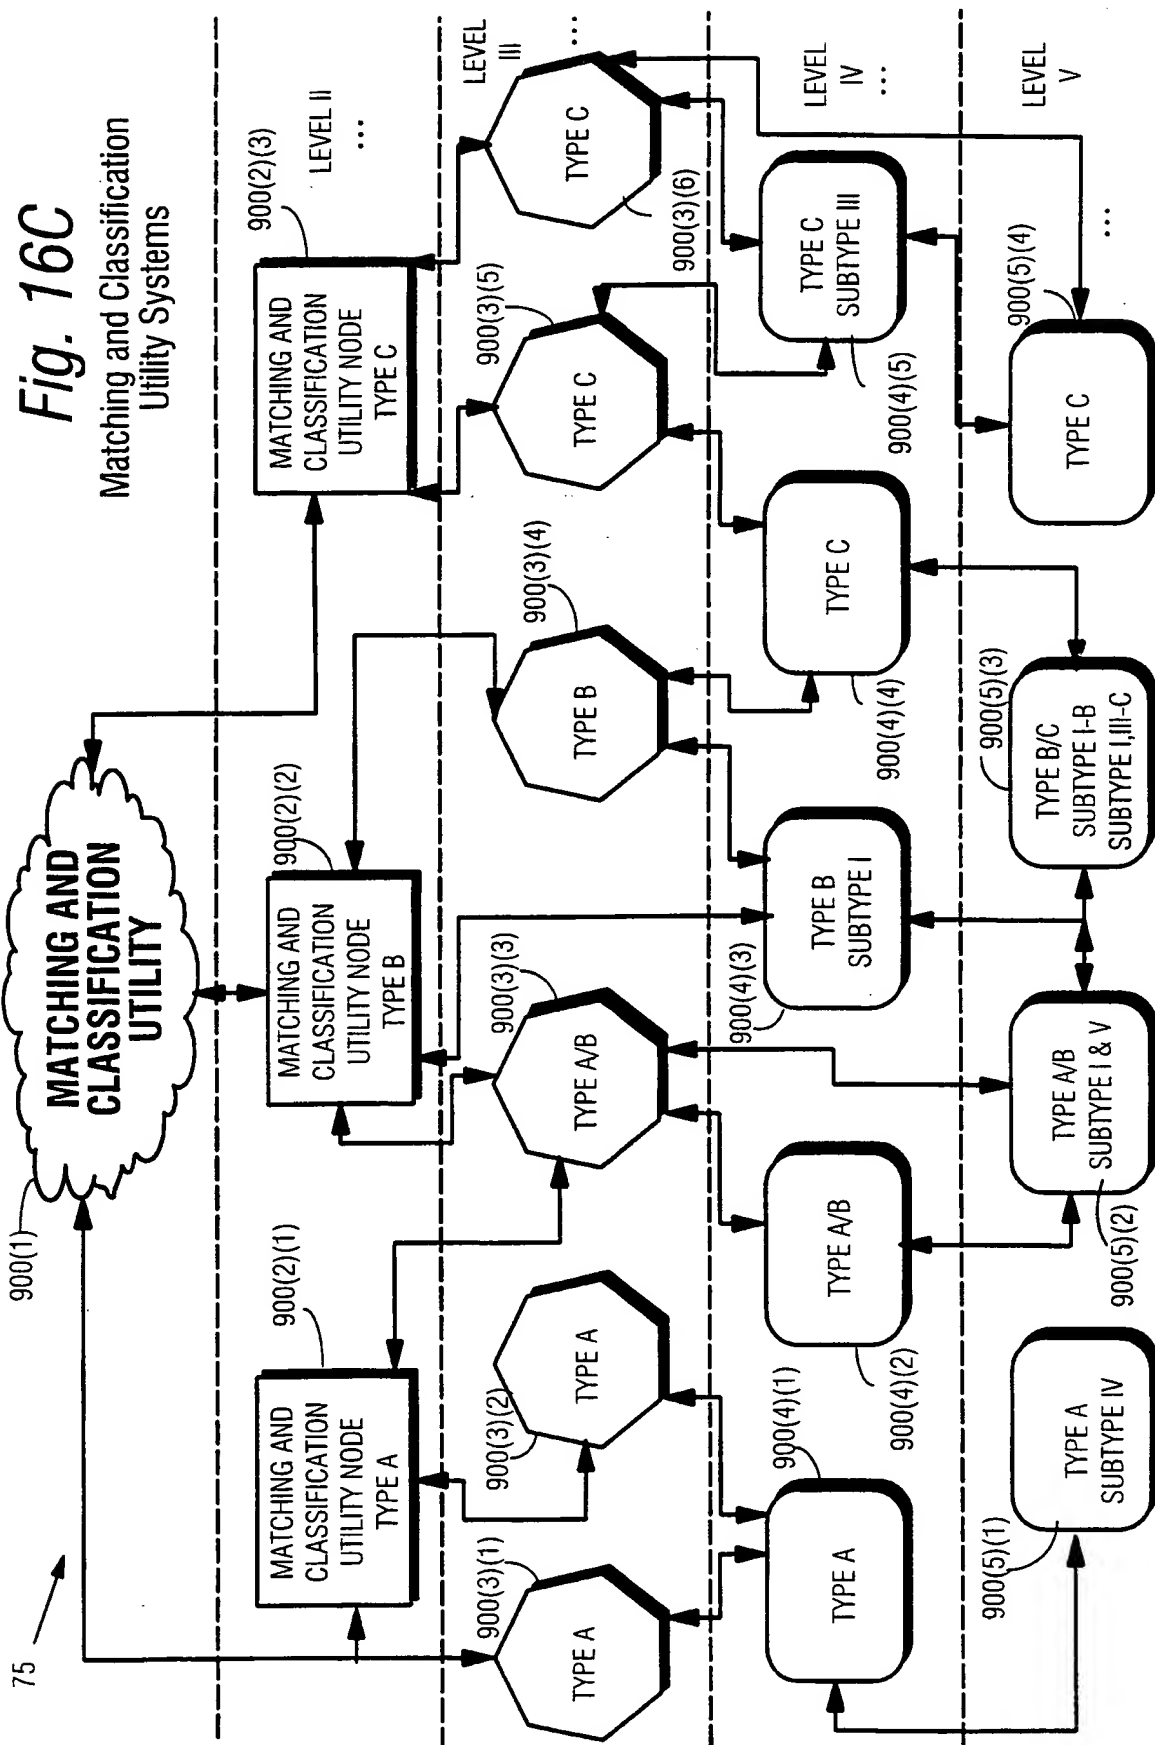 Fig. 16C
Matching and Classification
Utility Systems
75
900(1)
MATCHING AND
CLASSIFICATION
UTILITY
900(2)(1)
MATCHING AND
CLASSIFICATION
UTILITY NODE
TYPE A
900(2)(2)
MATCHING AND
CLASSIFICATION
UTILITY NODE
TYPE B
900(2)(3)
MATCHING AND
CLASSIFICATION
UTILITY NODE
TYPE C
LEVEL II
...
900(3)(1)
TYPE A
900(3)(2)
TYPE A
900(3)(3)
TYPE A/B
900(3)(4)
TYPE B
900(3)(5)
TYPE C
900(3)(6)
TYPE C
LEVEL
III
...
900(4)(1)
TYPE A
900(4)(2)
TYPE A/B
900(4)(3)
TYPE B
SUBTYPE I
900(4)(4)
TYPE C
900(4)(5)
TYPE C
SUBTYPE III
LEVEL
IV
...
900(5)(1)
TYPE A
SUBTYPE IV
900(5)(2)
TYPE A/B
SUBTYPE I & V
900(5)(3)
TYPE B/C
SUBTYPE I-B
SUBTYPE I,III-C
900(5)(4)
TYPE C
LEVEL
V
...